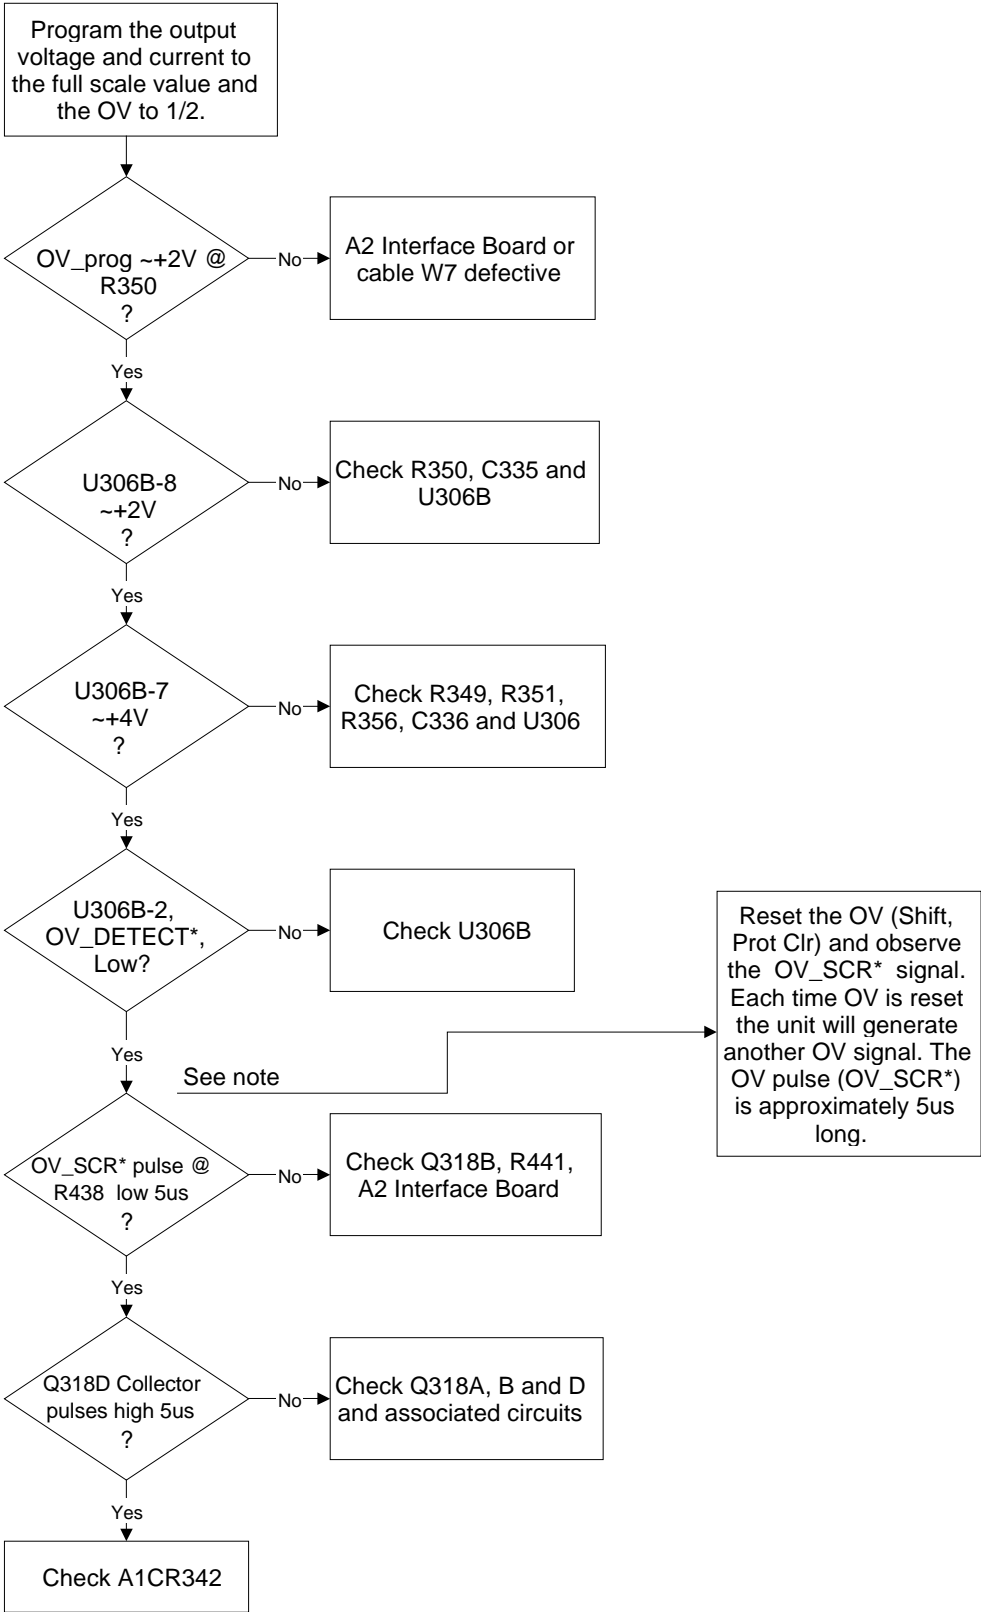 Program the output
voltage and current to
the full scale value and
the OV to 1/2.
OV_prog ~+2V @
R350
?
No
A2 Interface Board or
cable W7 defective
Yes
U306B-8
~+2V
?
No
Check R350, C335 and
U306B
Yes
U306B-7
~+4V
?
No
Check R349, R351,
R356, C336 and U306
Yes
U306B-2,
OV_DETECT*,
Low?
No
Check U306B
Yes
See note
Reset the OV (Shift,
Prot Clr) and observe
the OV_SCR* signal.
Each time OV is reset
the unit will generate
another OV signal. The
OV pulse (OV_SCR*)
is approximately 5us
long.
OV_SCR* pulse @
R438 low 5us
?
No
Check Q318B, R441,
A2 Interface Board
Yes
Q318D Collector
pulses high 5us
?
No
Check Q318A, B and D
and associated circuits
Yes
Check A1CR342